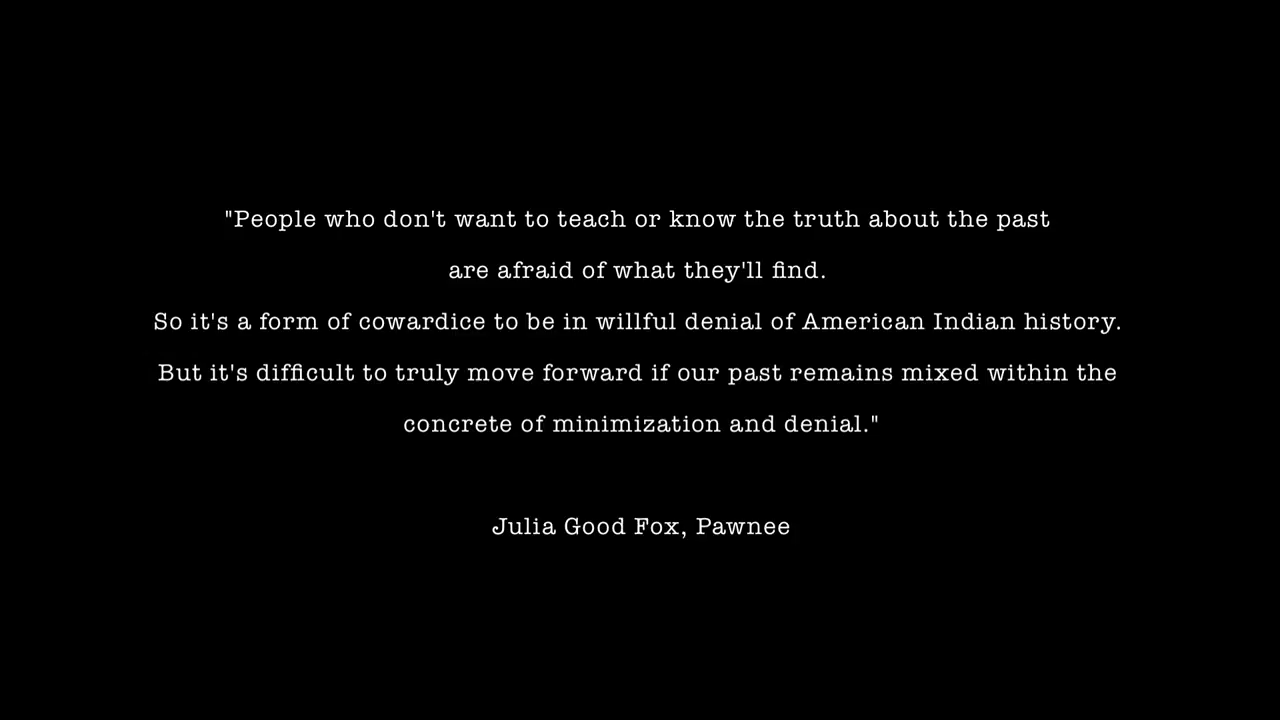 "People who don't want to teach or know the truth about the past
are afraid of what they'll find.
So it's a form of cowardice to be in willful denial of American Indian history.
But it's difficult to truly move forward if our past remains mixed within the
concrete of minimization and denial."
Julia Good Fox, Pawnee